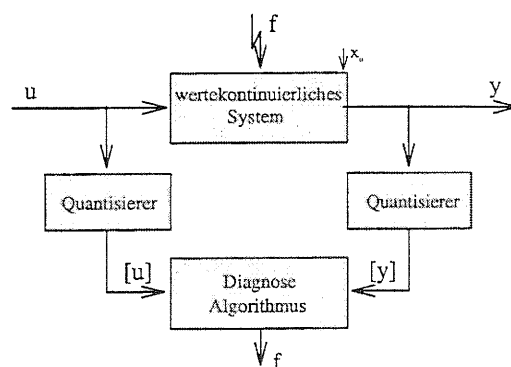 f
x₀
u
wertekontinuierliches
System
y
Quantisierer
Quantisierer
[u]
[y]
Diagnose
Algorithmus
f